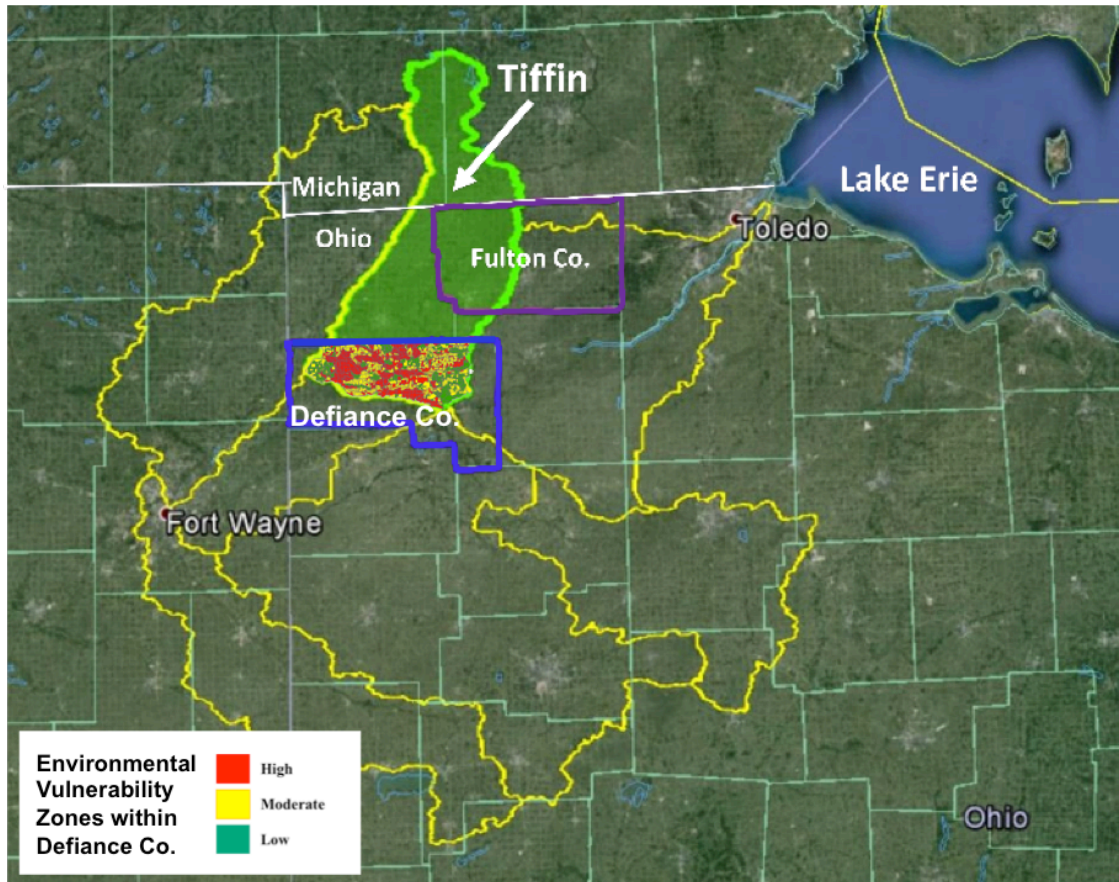 Tiffin
Michigan
Ohio
Lake Erie
Toledo
Fulton Co.
Defiance Co.
Fort Wayne
Environmental
Vulnerability
Zones within
Defiance Co.
High
Moderate
Low
Ohio